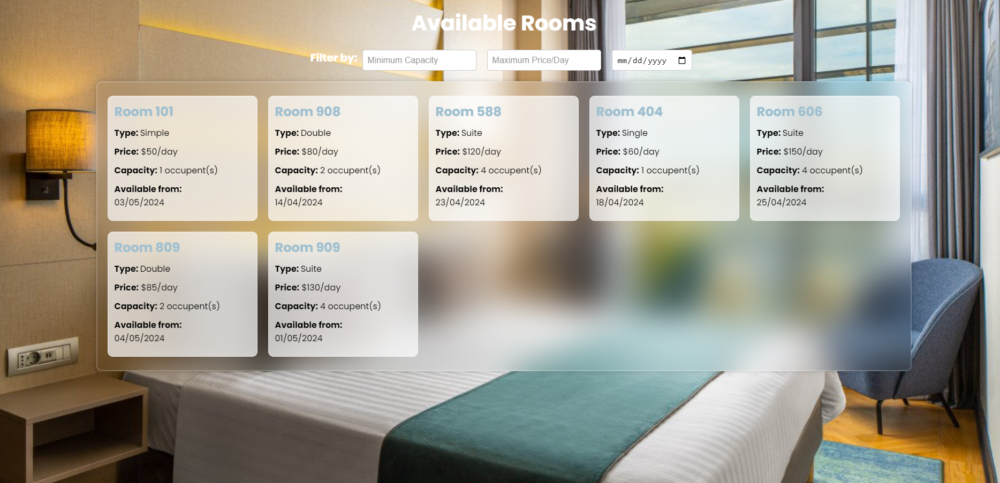 Available Rooms
Filter by: Minimum Capacity Maximum Price/Day mm/dd/yyyy
Room 101
Type: Simple
Price: $50/day
Capacity: 1 occupent(s)
Available from:
03/05/2024
Room 908
Type: Double
Price: $80/day
Capacity: 2 occupent(s)
Available from:
14/04/2024
Room 588
Type: Suite
Price: $120/day
Capacity: 4 occupent(s)
Available from:
23/04/2024
Room 404
Type: Single
Price: $60/day
Capacity: 1 occupent(s)
Available from:
18/04/2024
Room 606
Type: Suite
Price: $150/day
Capacity: 4 occupent(s)
Available from:
25/04/2024
Room 809
Type: Double
Price: $85/day
Capacity: 2 occupent(s)
Available from:
04/05/2024
Room 909
Type: Suite
Price: $130/day
Capacity: 4 occupent(s)
Available from:
01/05/2024